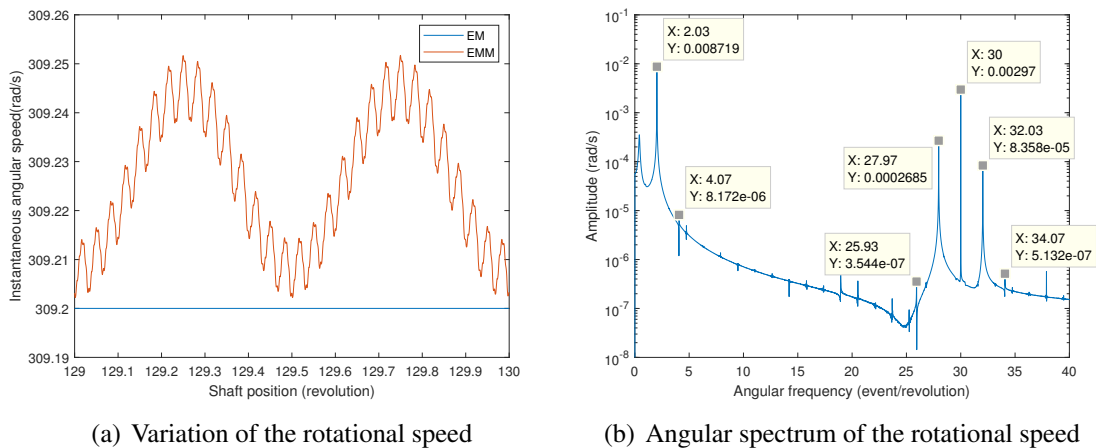 309.26
309.25
309.24
309.23
309.22
309.21
309.2
309.19
Instantaneous angular speed(rad/s)
EM
EMM
129 129.1 129.2 129.3 129.4 129.5 129.6 129.7 129.8 129.9 130
Shaft position (revolution)
(a) Variation of the rotational speed
10^-1
10^-2
10^-3
10^-4
10^-5
10^-6
10^-7
10^-8
Amplitude (rad/s)
X: 2.03
Y: 0.008719
X: 30
Y: 0.00297
X: 32.03
Y: 8.358e-05
X: 27.97
Y: 0.0002685
X: 4.07
Y: 8.172e-06
X: 25.93
Y: 3.544e-07
X: 34.07
Y: 5.132e-07
0 5 10 15 20 25 30 35 40
Angular frequency (event/revolution)
(b) Angular spectrum of the rotational speed